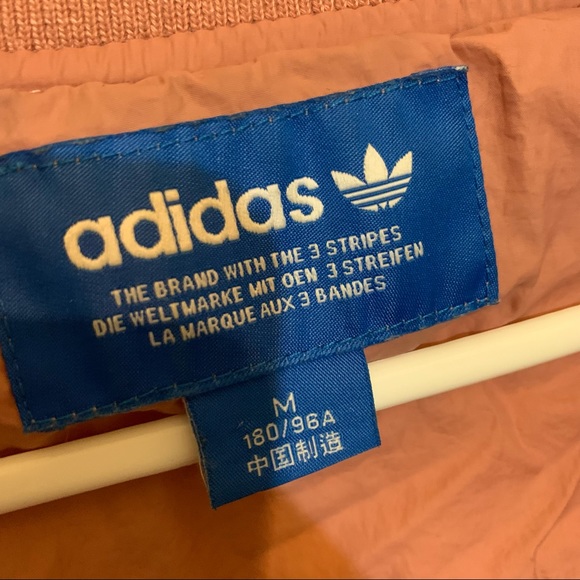 adidas
THE BRAND WITH THE 3 STRIPES
DIE WELTMARKE MIT OEN 3 STREIFEN
LA MARQUE AUX 3 BANDES
M
180/96A
中国制造